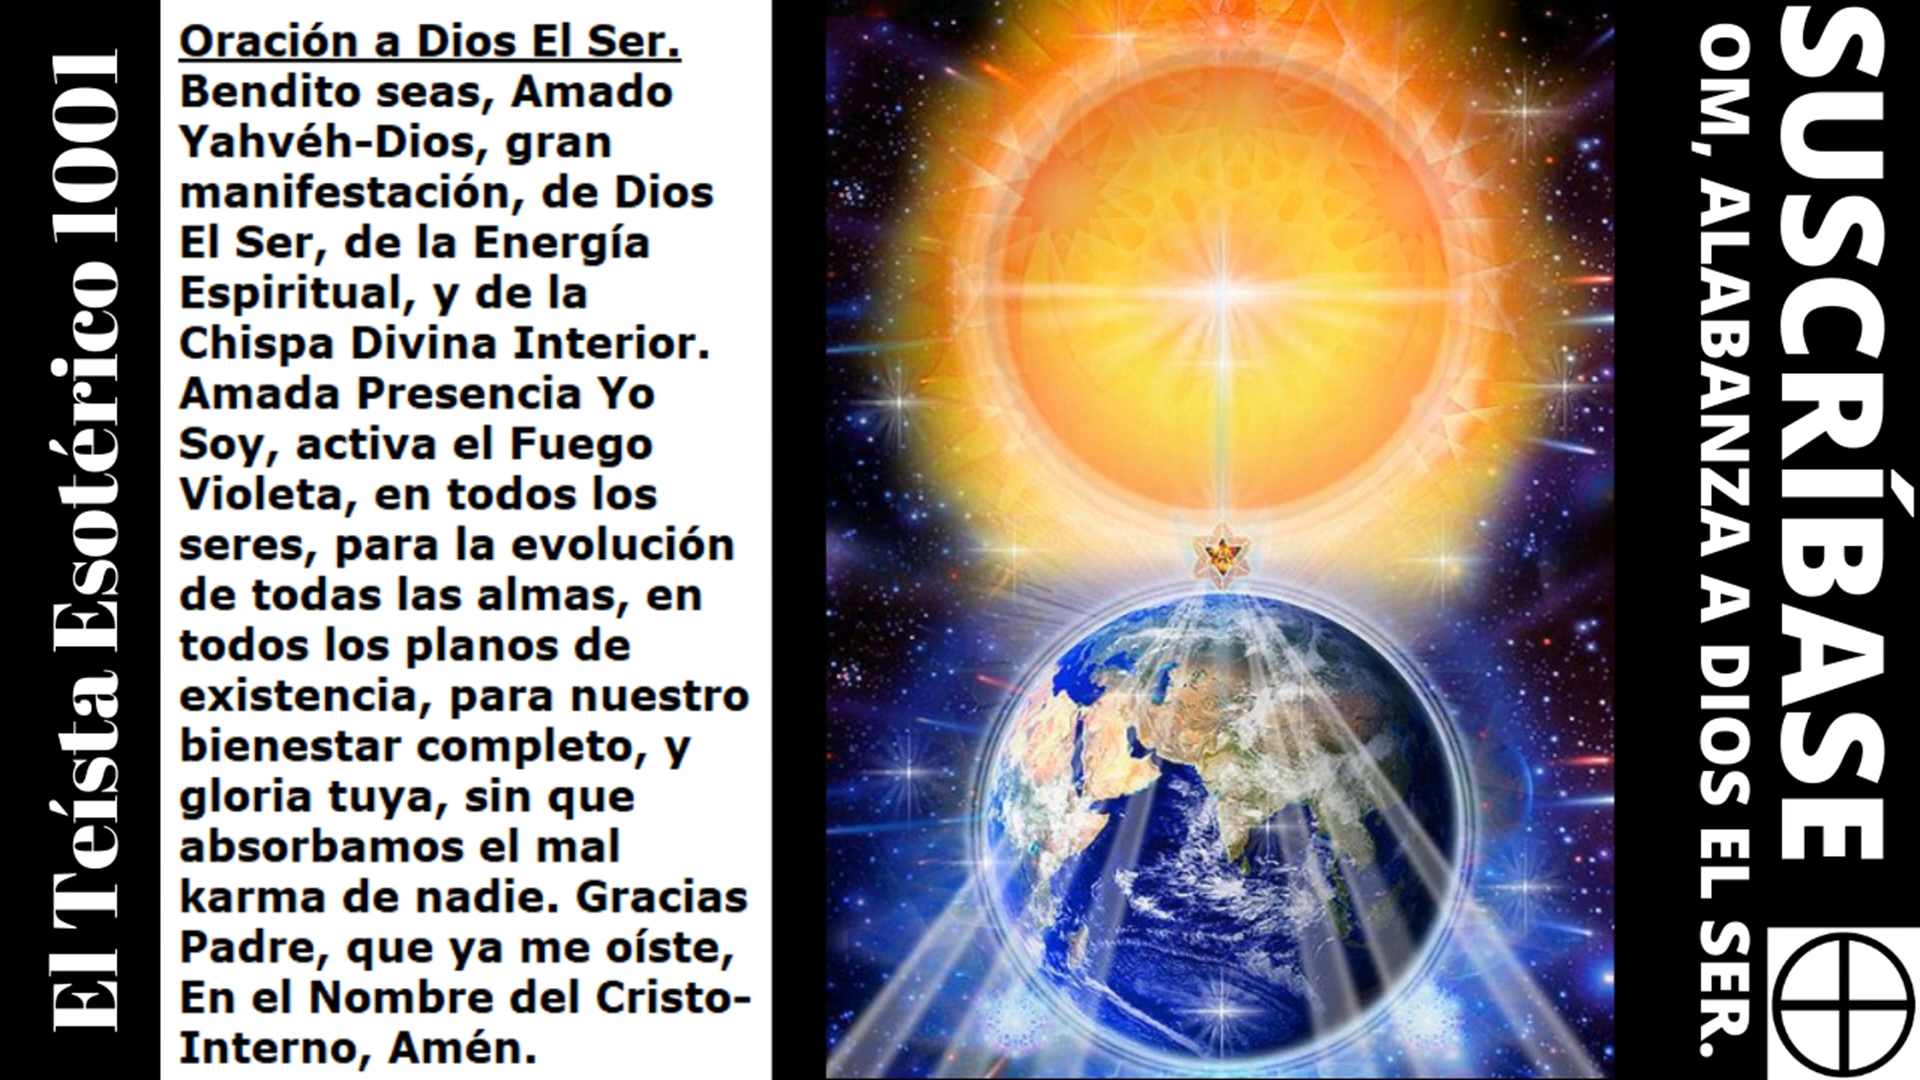 El Teísta Esotérico 1001
Oración a Dios El Ser.
Bendito seas, Amado
Yahvéh-Dios, gran
manifestación, de Dios
El Ser, de la Energía
Espiritual, y de la
Chispa Divina Interior.
Amada Presencia Yo
Soy, activa el Fuego
Violeta, en todos los
seres, para la evolución
de todas las almas, en
todos los planos de
existencia, para nuestro
bienestar completo, y
gloria tuya, sin que
absorbamos el mal
karma de nadie. Gracias
Padre, que ya me oíste,
En el Nombre del Cristo-
Interno, Amén.
SUSCRÍBASE
OM, ALABANZA A DIOS EL SER.